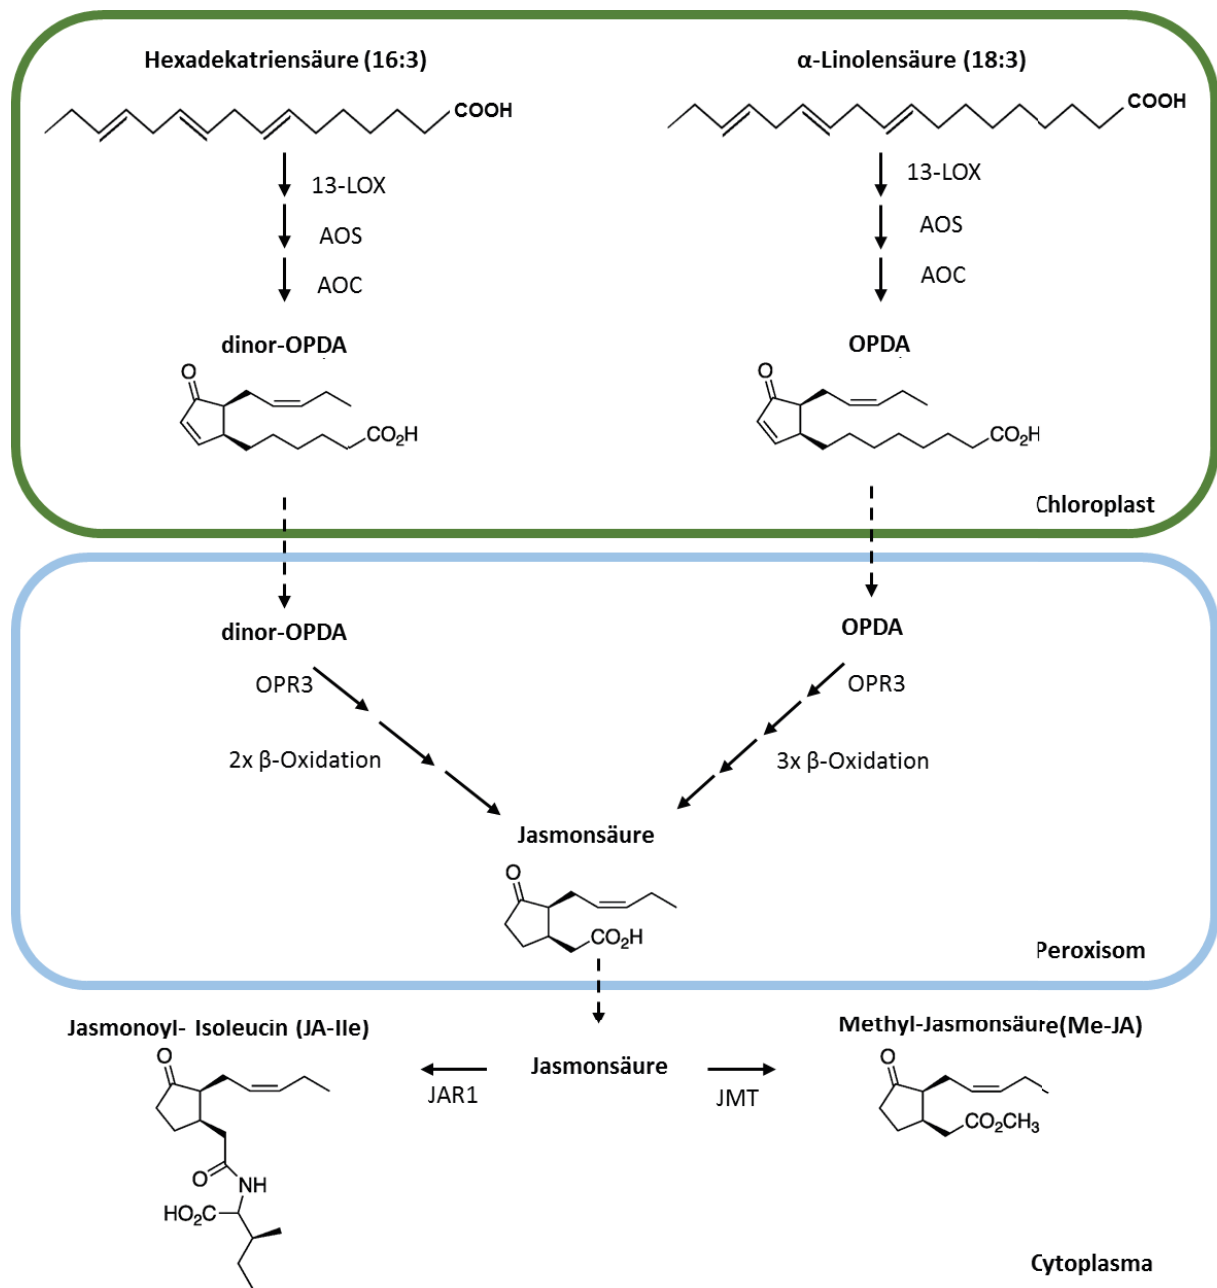 Hexadekatriensäure (16:3)
α-Linolensäure (18:3)
COOH
COOH
13-LOX
13-LOX
AOS
AOS
AOC
AOC
dinor-OPDA
OPDA
O
O
CO2H
CO2H
Chloroplast
dinor-OPDA
OPDA
OPR3
OPR3
2x β-Oxidation
3x β-Oxidation
Jasmonsäure
O
CO2H
Peroxisom
Jasmonoyl- Isoleucin (JA-Ile)
Methyl-Jasmonsäure(Me-JA)
O
Jasmonsäure
O
JAR1
JMT
CO2CH3
O
NH
HO2C
Cytoplasma